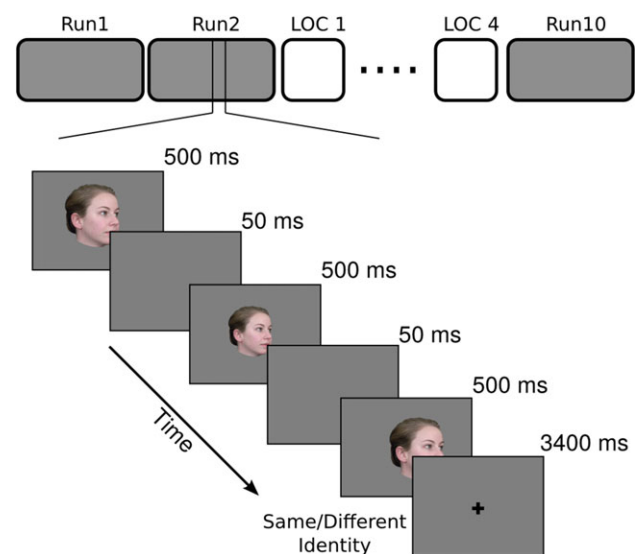 Run1 Run2 LOC 1 LOC 4 Run10
500 ms
50 ms
500 ms
50 ms
500 ms
3400 ms
Time
Same/Different
Identity